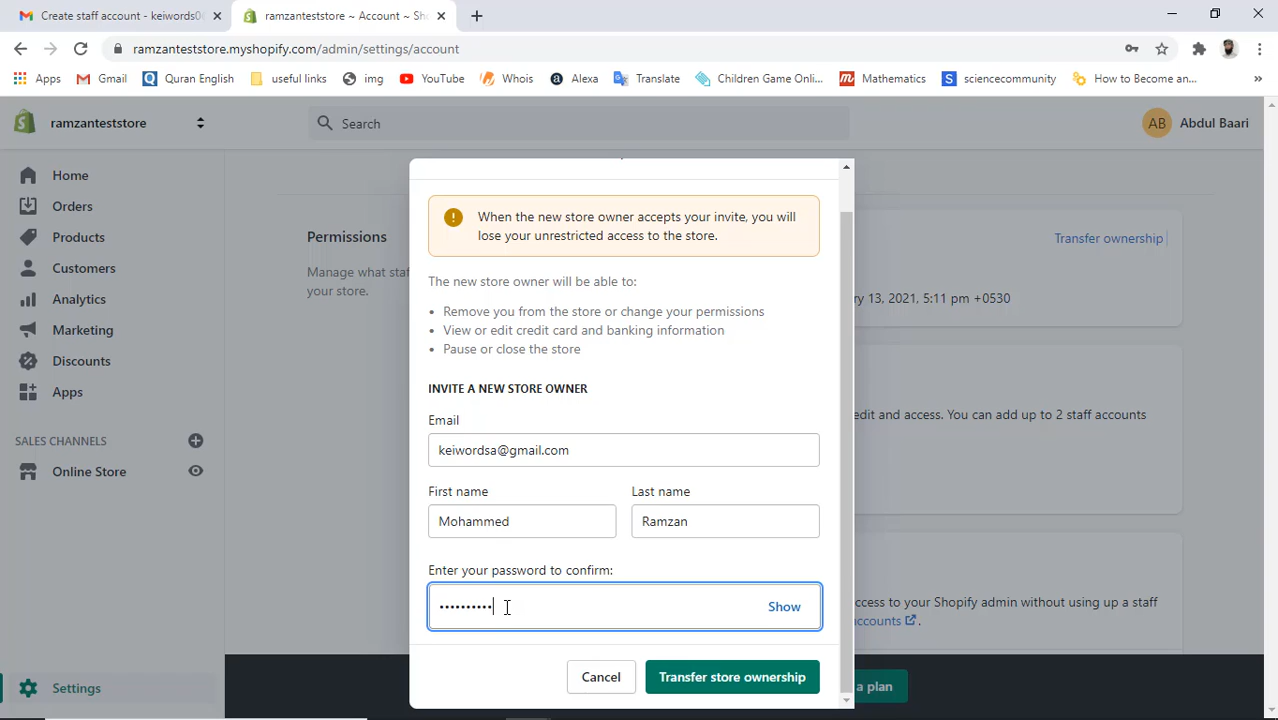 Create staff account - keiwords0
ramzanteststore ~ Account ~ Sho
ramzanteststore.myshopify.com/admin/settings/account
Apps
Gmail
Quran English
useful links
img
YouTube
Whois
Alexa
Translate
Children Game Onlin...
Mathematics
sciencecommunity
How to Become an...
ramzanteststore
Search
AB
Abdul Baari
Home
Orders
Products
Customers
Analytics
Marketing
Discounts
Apps
SALES CHANNELS
Online Store
Settings
Permissions
Manage what staf
your store.
Transfer ownership
ry 13, 2021, 5:11 pm +0530
edit and access. You can add up to 2 staff accounts
ccess to your Shopify admin without using up a staff
accounts
a plan
When the new store owner accepts your invite, you will
lose your unrestricted access to the store.
The new store owner will be able to:
• Remove you from the store or change your permissions
• View or edit credit card and banking information
• Pause or close the store
INVITE A NEW STORE OWNER
Email
keiwordsa@gmail.com
First name
Last name
Mohammed
Ramzan
Enter your password to confirm:
••••••••••
Show
Cancel
Transfer store ownership